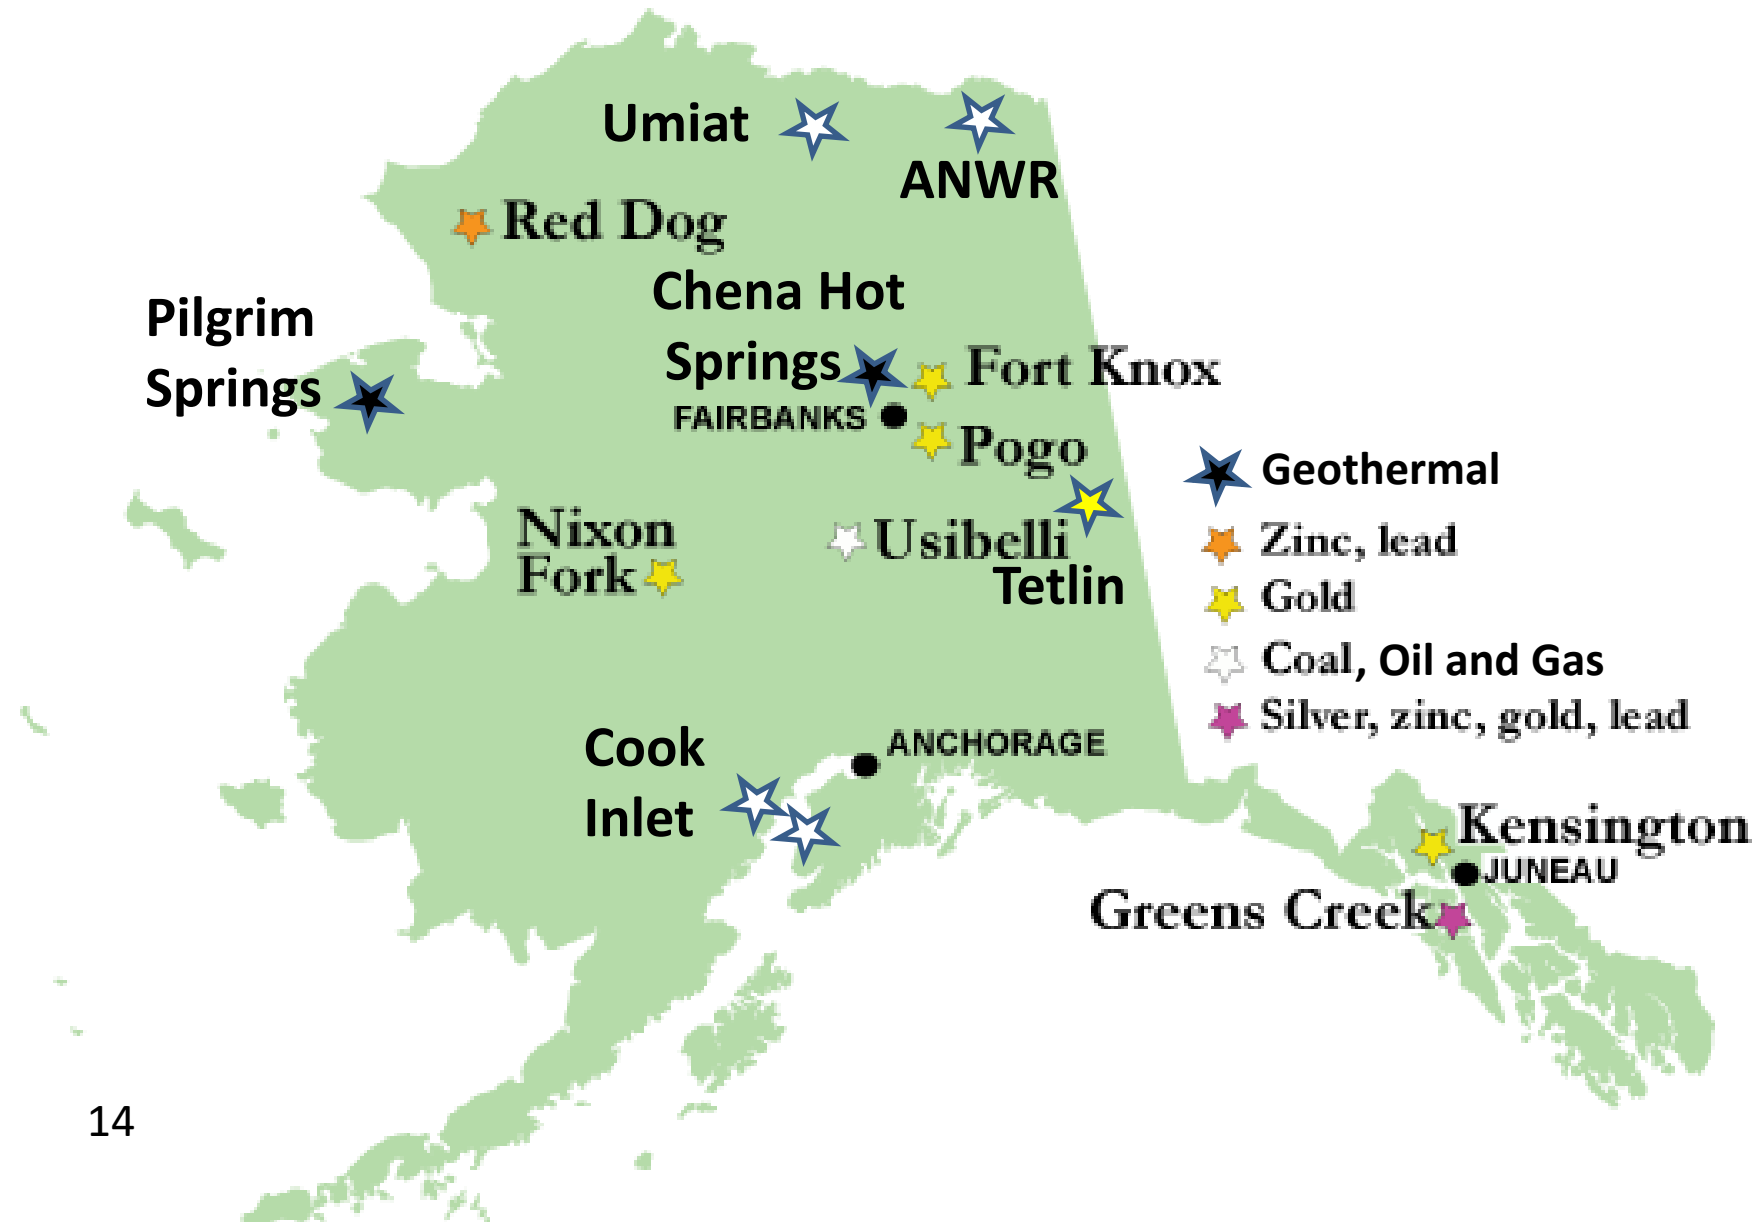 Umiat
ANWR
Red Dog
Chena Hot
Springs
Pilgrim
Springs
Fort Knox
FAIRBANKS
Pogo
Geothermal
Nixon
Fork
Usibelli
Zinc, lead
Tetlin
Gold
Coal, Oil and Gas
Silver, zinc, gold, lead
Cook
Inlet
ANCHORAGE
Kensington
JUNEAU
Greens Creek
14